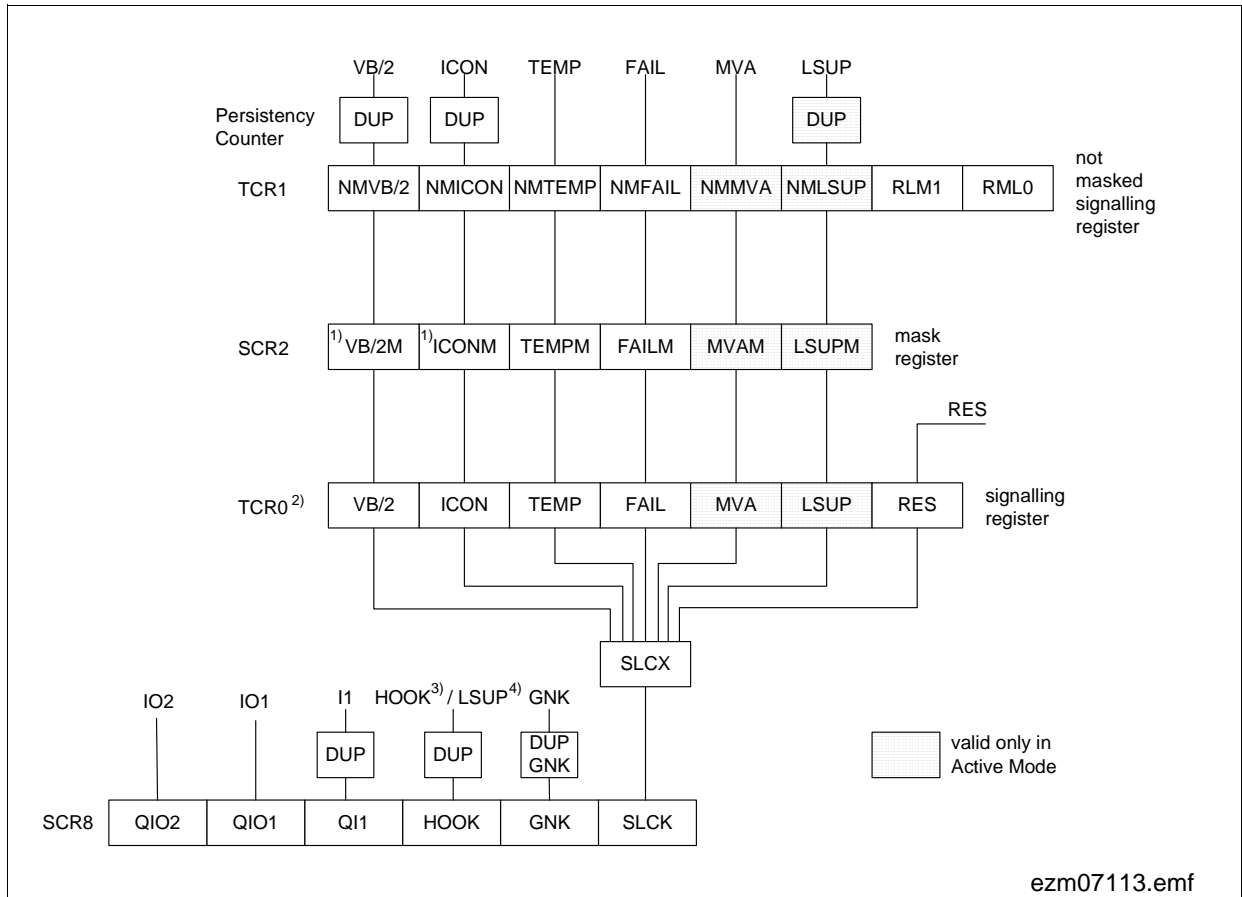 VB/2 ICON TEMP FAIL MVA LSUP
Persistency
Counter
DUP DUP DUP
TCR1 NMVB/2 NMICON NMTEMP NMFAIL NMMVA NMLSUP RLM1 RML0
not
masked
signalling
register
SCR2 1) VB/2M 1) ICONM TEMPM FAILM MVAM LSUPM
mask
register
RES
TCR0 2) VB/2 ICON TEMP FAIL MVA LSUP RES
signalling
register
SLCX
IO2 IO1 I1 HOOK3) / LSUP4) GNK
DUP DUP DUP
GNK
valid only in
Active Mode
SCR8 QIO2 QIO1 QI1 HOOK GNK SLCK
ezm07113.emf